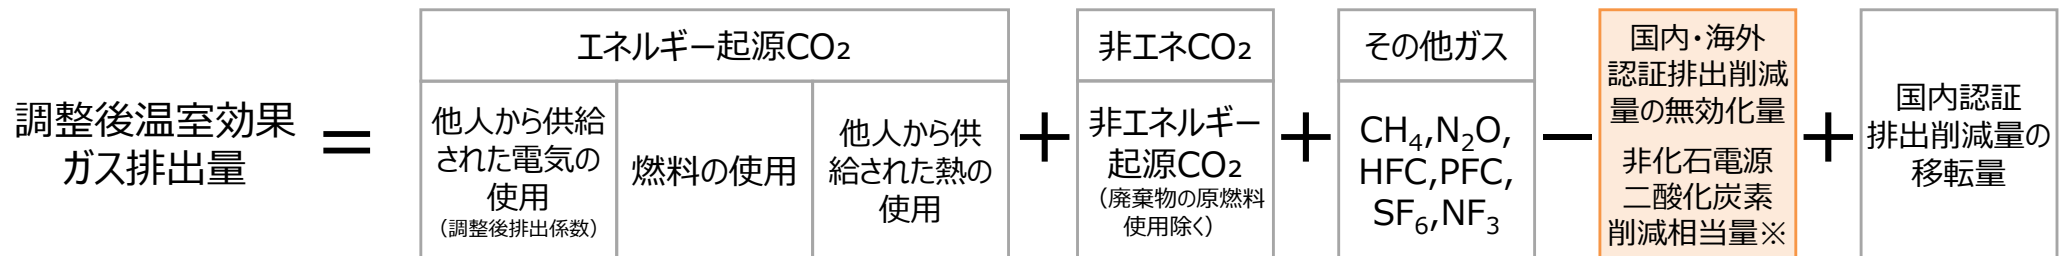 調整後温室効果
ガス排出量
＝
エネルギー起源CO₂
他人から供給
された電気の
使用
（調整後排出係数）
燃料の使用
他人から供
給された熱の
使用
＋
非エネCO₂
非エネルギー
起源CO₂
（廃棄物の原燃料
使用除く）
＋
その他ガス
CH₄,N₂O,
HFC,PFC,
SF₆,NF₃
－
国内・海外
認証排出削減
量の無効化量
非化石電源
二酸化炭素
削減相当量※
＋
国内認証
排出削減量の
移転量